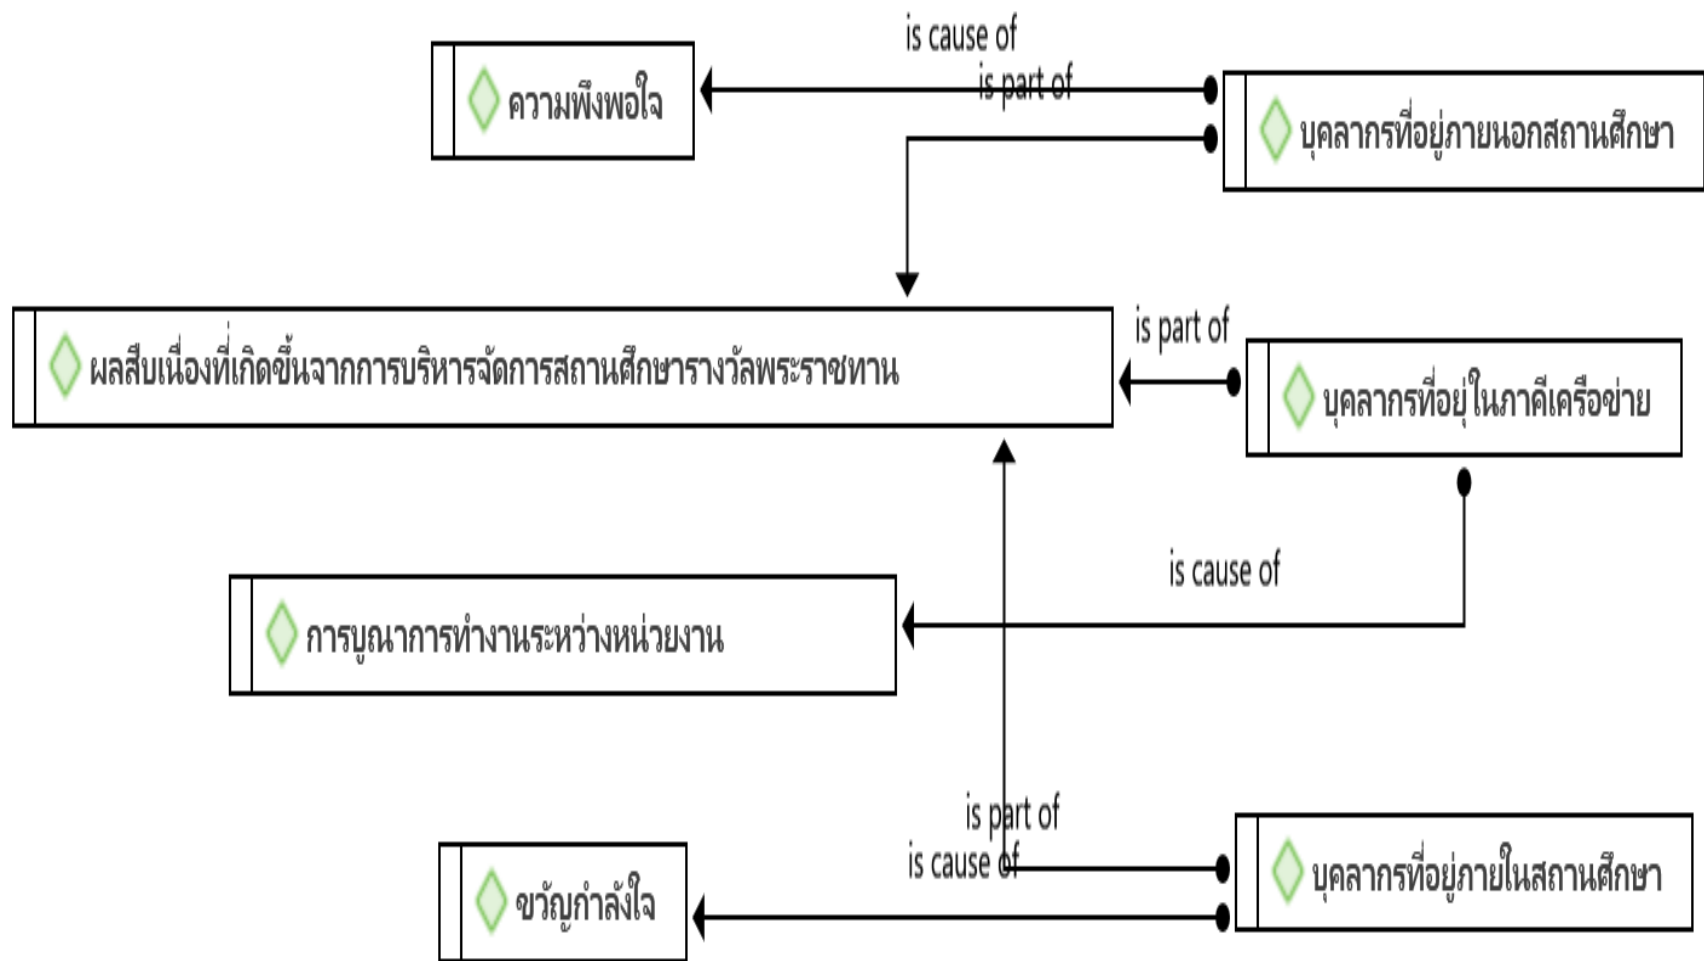 is cause of
ความพึงพอใจ
is part of
บุคลากรที่อยู่ภายนอกสถานศึกษา
is part of
ผลสืบเนื่องที่เกิดขึ้นจากการบริหารจัดการสถานศึกษารางวัลพระราชทาน
บุคลากรที่อยู่ในภาคีเครือข่าย
is cause of
การบูณาการทำงานระหว่างหน่วยงาน
is part of
is cause of
บุคลากรที่อยู่ภายในสถานศึกษา
ขวัญกำลังใจ